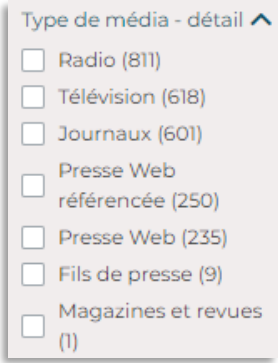 Type de média - détail
Radio (811)
Télévision (618)
Journaux (601)
Presse Web
référencée (250)
Presse Web (235)
Fils de presse (9)
Magazines et revues
(1)